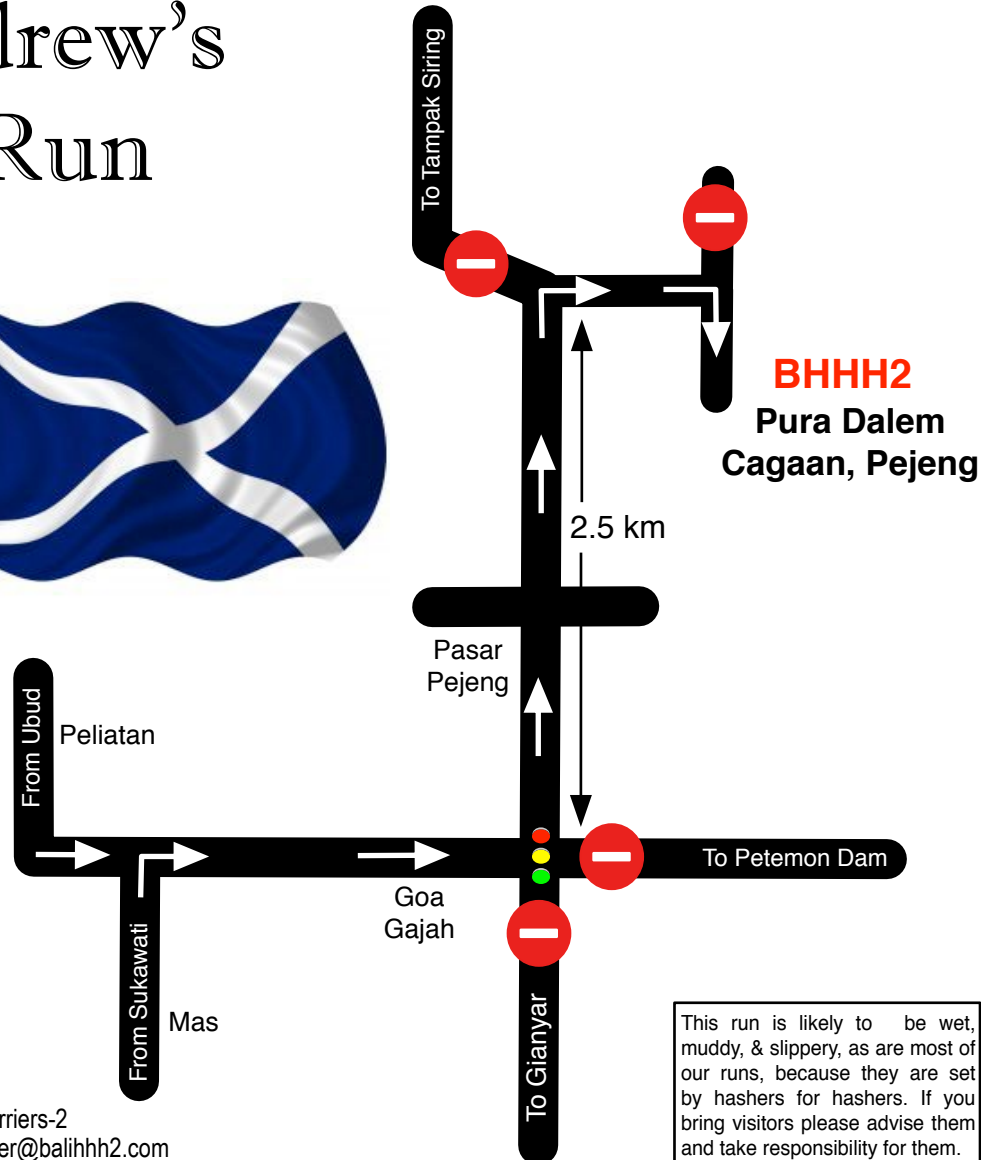 drew’s
Run
To Tampak Siring
BHHH2
Pura Dalem
Cagaan, Pejeng
2.5 km
Pasar
Pejeng
From Ubud
Peliatan
To Petemon Dam
Goa
Gajah
From Sukawati
Mas
To Gianyar
This run is likely to be wet,
muddy, & slippery, as are most of
our runs, because they are set
by hashers for hashers. If you
bring visitors please advise them
and take responsibility for them.
rriers-2
er@balihhh2.com